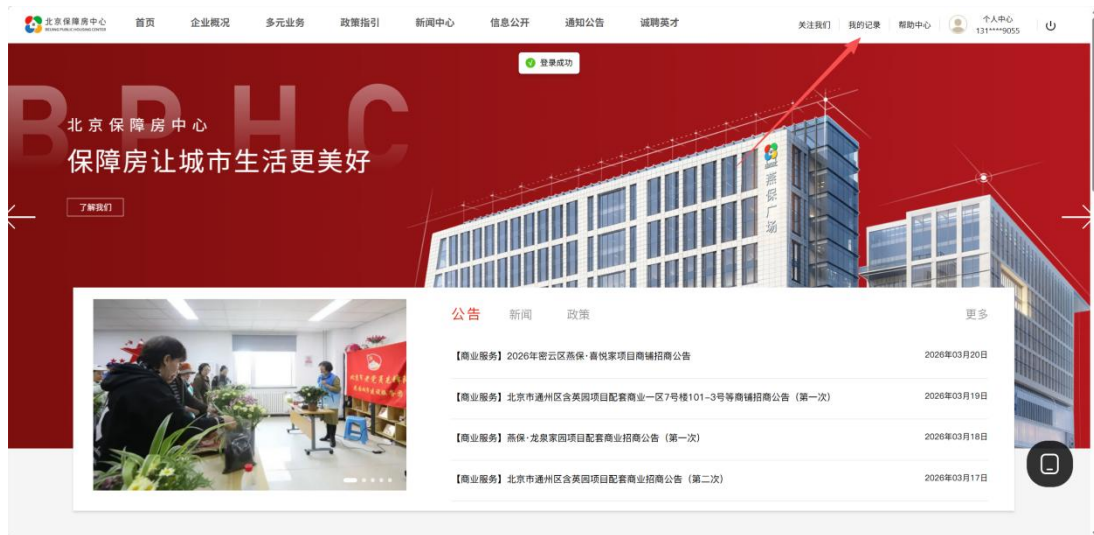 北京保障房中心
BEIJING PUBLIC HOUSING CENTER
首页
企业概况
多元业务
政策指引
新闻中心
信息公开
通知公告
诚聘英才
关注我们
我的记录
帮助中心
个人中心
131****9055
登录成功
BPHC
北京保障房中心
保障房让城市生活更美好
了解我们
燕保广场
公告
新闻
政策
更多
【商业服务】2026年密云区燕保·喜悦家项目商铺招商公告
2026年03月20日
【商业服务】北京市通州区含英园项目配套商业一区7号楼101-3号等商铺招商公告（第一次）
2026年03月19日
【商业服务】燕保·龙泉家园项目配套商业招商公告（第一次）
2026年03月18日
【商业服务】北京市通州区含英园项目配套商业招商公告（第二次）
2026年03月17日